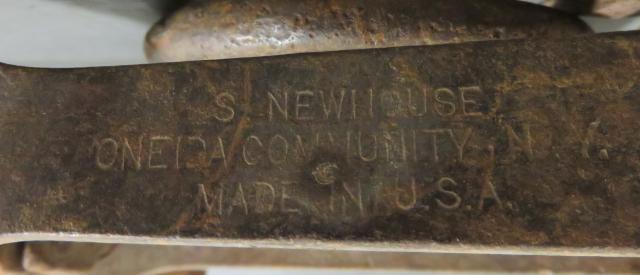 S. NEWHOUSE
ONEIDA COMMUNITY. N. Y.
MADE IN U.S.A.